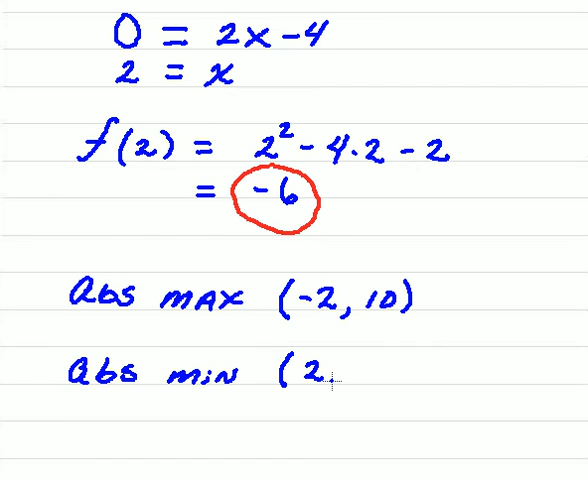 0 = 2x - 4
2 = x
f(2) = 2² - 4·2 - 2
= -6
Abs MAX (-2, 10)
Abs MIN (2,